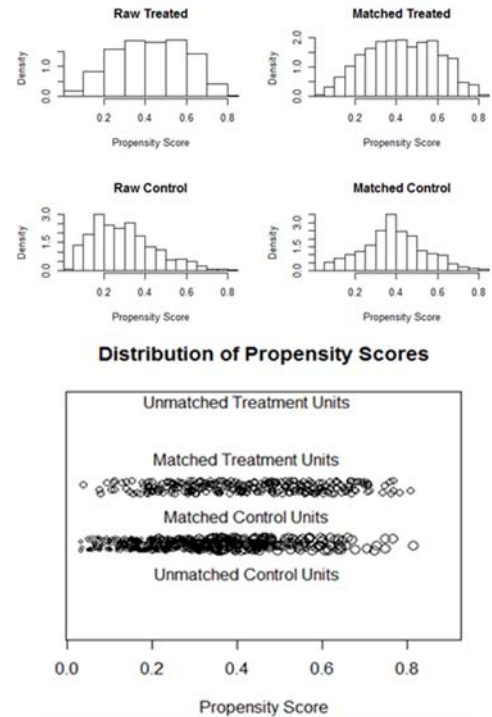 Raw Treated
Density
0.0 1.0
0.2 0.4 0.6 0.8
Propensity Score
Matched Treated
Density
0.0 1.0 2.0
0.2 0.4 0.6 0.8
Propensity Score
Raw Control
Density
0.0 1.5 3.0
0.2 0.4 0.6 0.8
Propensity Score
Matched Control
Density
0.0 1.5 3.0
0.2 0.4 0.6 0.8
Propensity Score
Distribution of Propensity Scores
Unmatched Treatment Units
Matched Treatment Units
Matched Control Units
Unmatched Control Units
0.0 0.2 0.4 0.6 0.8
Propensity Score